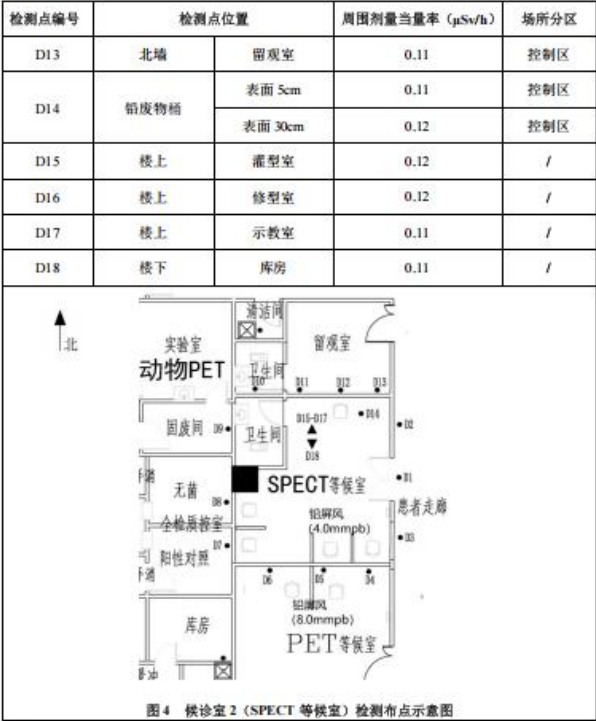 检测点编号 检测点位置 周围剂量当量率（μSv/h） 场所分区
D13 北墙 留观室 0.11 控制区
D14 铅废物桶 表面 5cm 0.11 控制区
表面 30cm 0.12 控制区
D15 楼上 灌型室 0.12 /
D16 楼上 修型室 0.12 /
D17 楼上 示教室 0.11 /
D18 楼下 库房 0.11 /
北
清洁间
实验室
留观室
动物PET
卫生间
D10 D11 D12 D13
固废间 D9
卫生间
D15-D17
D14
D2
D18
SPECT等候室
D1
无菌
D8
患者走廊
全检质控室
铅屏风
(4.0mmpb)
D7
D3
阳性对照
D6 D5 D4
铅屏风
(8.0mmpb)
库房
PET等候室
图 4 候诊室 2（SPECT 等候室）检测布点示意图